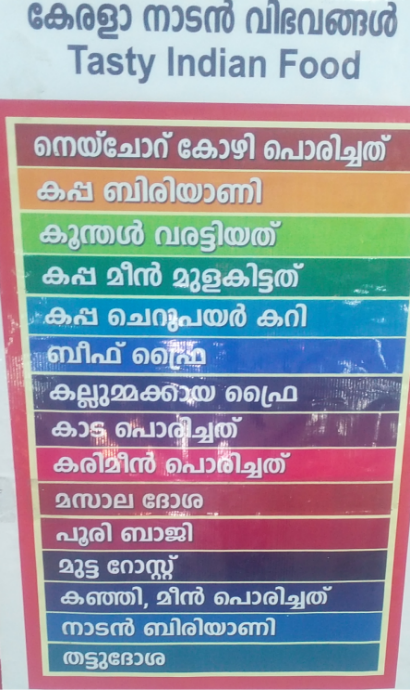 കേരളാ നാടൻ വിഭവങ്ങൾ
Tasty Indian Food
നെയ്ചോറ് കോഴി പൊരിച്ചത്
കപ്പ ബിരിയാണി
കൂന്തൾ വരട്ടിയത്
കപ്പ മീൻ മുളകിട്ടത്
കപ്പ ചെറുപയർ കറി
ബീഫ് ഫ്രൈ
കല്ലുമ്മക്കായ ഫ്രൈ
കാട പൊരിച്ചത്
കരിമീൻ പൊരിച്ചത്
മസാല ദോശ
പൂരി ബാജി
മുട്ട റോസ്റ്റ്
കഞ്ഞി, മീൻ പൊരിച്ചത്
നാടൻ ബിരിയാണി
തട്ടുദോശ